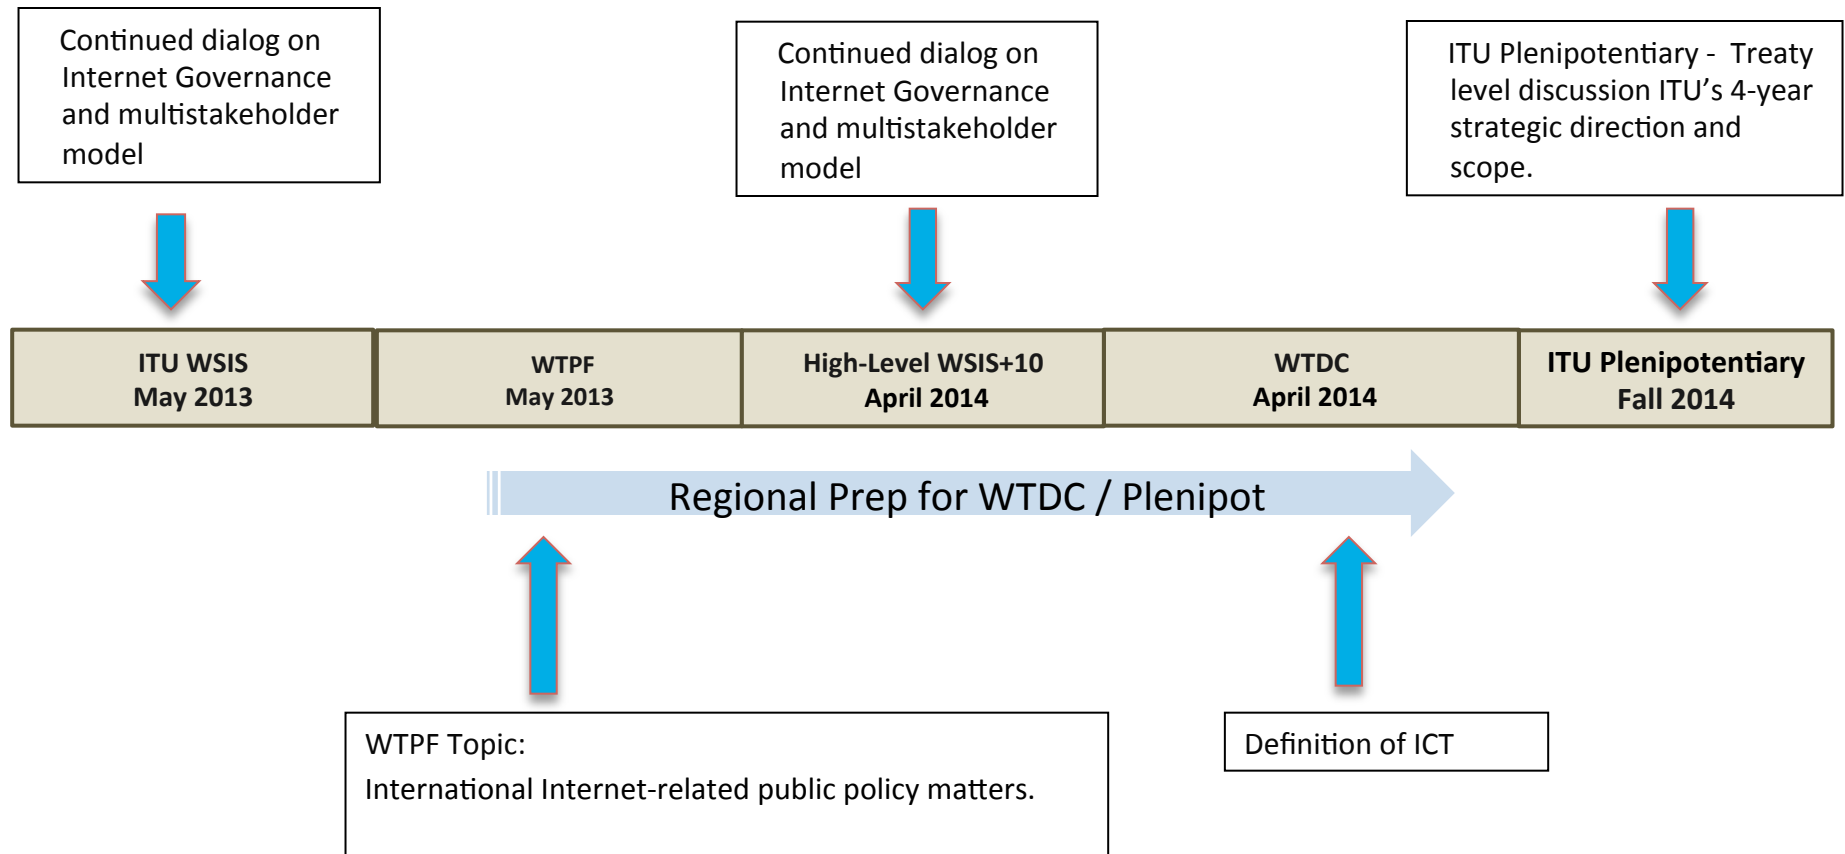 Continued dialog on
Internet Governance
and multistakeholder
model
Continued dialog on
Internet Governance
and multistakeholder
model
ITU Plenipotentiary - Treaty
level discussion ITU’s 4-year
strategic direction and
scope.
ITU WSIS
May 2013
WTPF
May 2013
High-Level WSIS+10
April 2014
WTDC
April 2014
ITU Plenipotentiary
Fall 2014
Regional Prep for WTDC / Plenipot
WTPF Topic:
International Internet-related public policy matters.
Definition of ICT